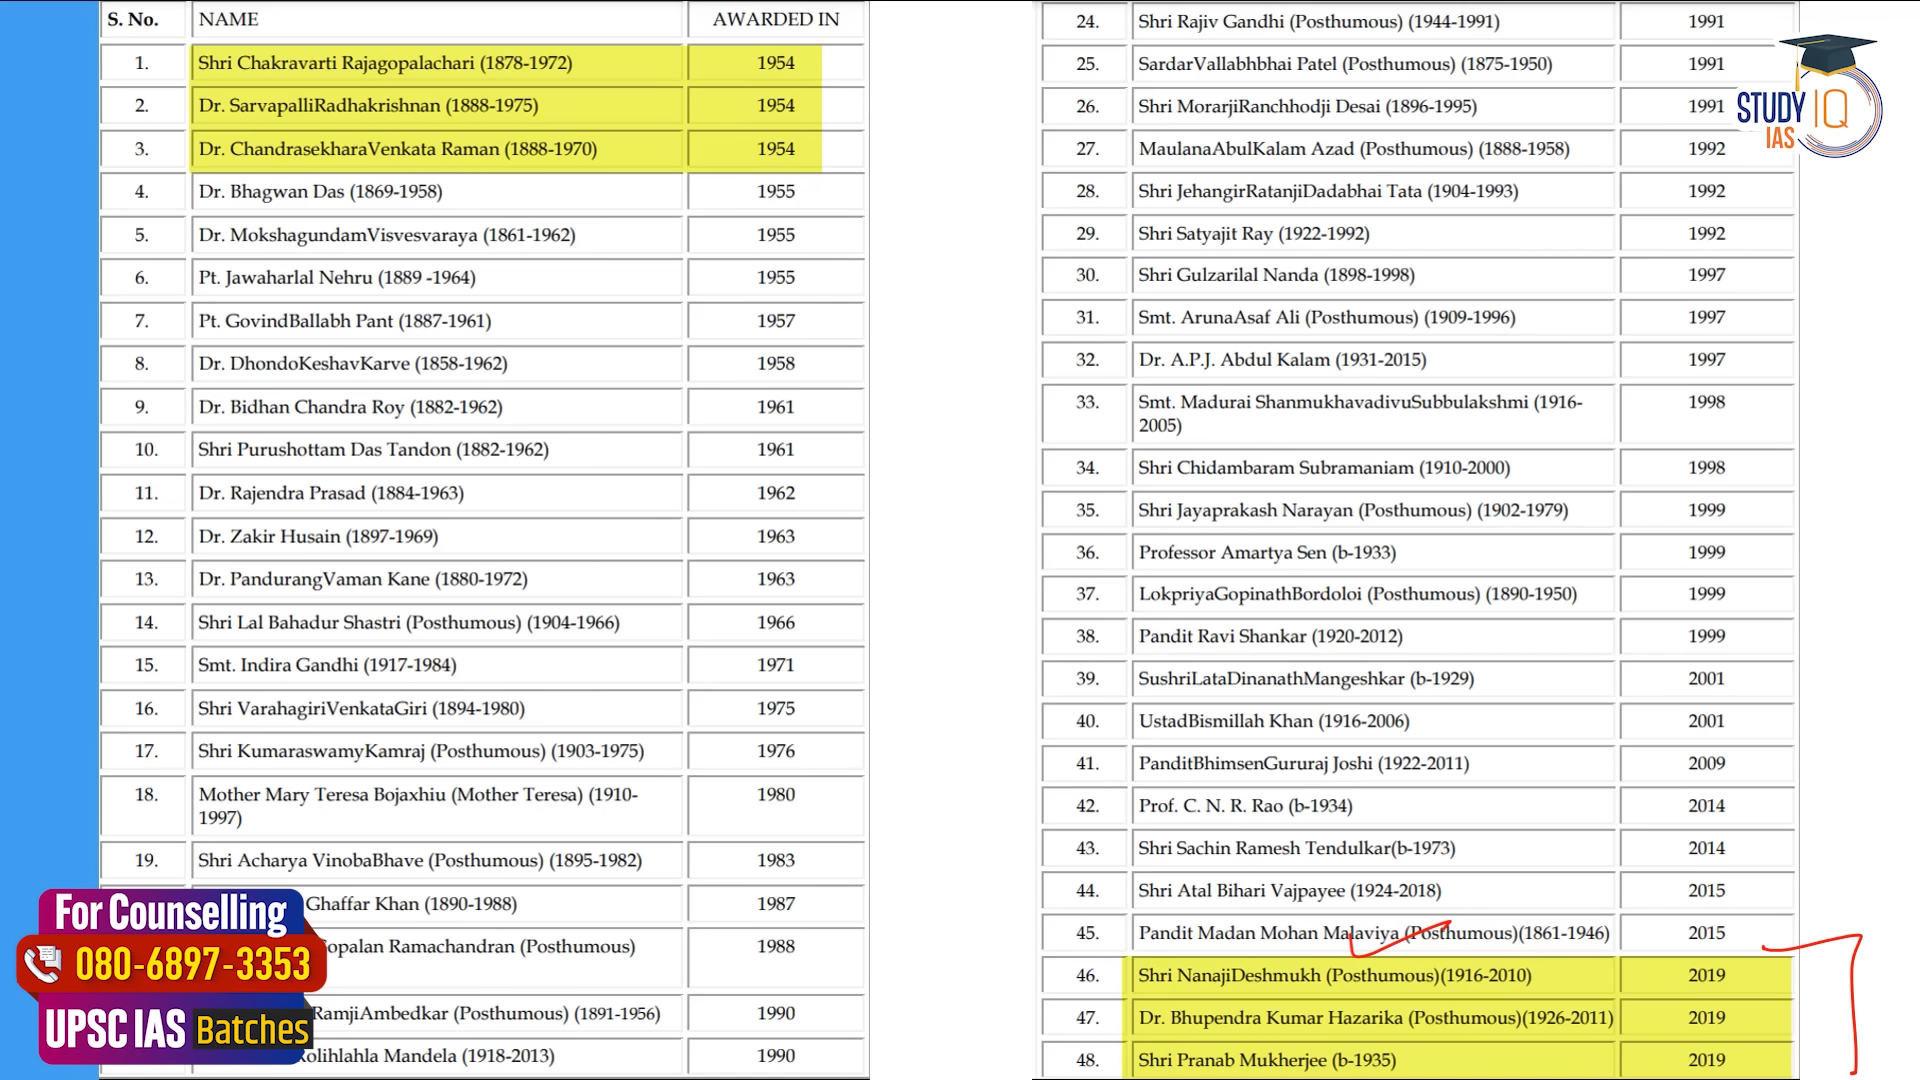 S. No. NAME AWARDED IN
1. Shri Chakravarti Rajagopalachari (1878-1972) 1954
2. Dr. SarvapalliRadhakrishnan (1888-1975) 1954
3. Dr. ChandrasekharaVenkata Raman (1888-1970) 1954
4. Dr. Bhagwan Das (1869-1958) 1955
5. Dr. MokshagundamVisvesvaraya (1861-1962) 1955
6. Pt. Jawaharlal Nehru (1889 -1964) 1955
7. Pt. GovindBallabh Pant (1887-1961) 1957
8. Dr. DhondoKeshavKarve (1858-1962) 1958
9. Dr. Bidhan Chandra Roy (1882-1962) 1961
10. Shri Purushottam Das Tandon (1882-1962) 1961
11. Dr. Rajendra Prasad (1884-1963) 1962
12. Dr. Zakir Husain (1897-1969) 1963
13. Dr. PandurangVaman Kane (1880-1972) 1963
14. Shri Lal Bahadur Shastri (Posthumous) (1904-1966) 1966
15. Smt. Indira Gandhi (1917-1984) 1971
16. Shri VarahagiriVenkataGiri (1894-1980) 1975
17. Shri KumaraswamyKamraj (Posthumous) (1903-1975) 1976
18. Mother Mary Teresa Bojaxhiu (Mother Teresa) (1910- 1980
1997)
19. Shri Acharya VinobaBhave (Posthumous) (1895-1982) 1983
Ghaffar Khan (1890-1988) 1987
opalan Ramachandran (Posthumous) 1988
RamjiAmbedkar (Posthumous) (1891-1956) 1990
olihlahla Mandela (1918-2013) 1990
For Counselling
080-6897-3353
UPSC IAS Batches
24. Shri Rajiv Gandhi (Posthumous) (1944-1991) 1991
25. SardarVallabhbhai Patel (Posthumous) (1875-1950) 1991
26. Shri MorarjiRanchhodji Desai (1896-1995) 1991
27. MaulanaAbulKalam Azad (Posthumous) (1888-1958) 1992
28. Shri JehangirRatanjiDadabhai Tata (1904-1993) 1992
29. Shri Satyajit Ray (1922-1992) 1992
30. Shri Gulzarilal Nanda (1898-1998) 1997
31. Smt. ArunaAsaf Ali (Posthumous) (1909-1996) 1997
32. Dr. A.P.J. Abdul Kalam (1931-2015) 1997
33. Smt. Madurai ShanmukhavadivuSubbulakshmi (1916- 1998
2005)
34. Shri Chidambaram Subramaniam (1910-2000) 1998
35. Shri Jayaprakash Narayan (Posthumous) (1902-1979) 1999
36. Professor Amartya Sen (b-1933) 1999
37. LokpriyaGopinathBordoloi (Posthumous) (1890-1950) 1999
38. Pandit Ravi Shankar (1920-2012) 1999
39. SushriLataDinanathMangeshkar (b-1929) 2001
40. UstadBismillah Khan (1916-2006) 2001
41. PanditBhimsenGururaj Joshi (1922-2011) 2009
42. Prof. C. N. R. Rao (b-1934) 2014
43. Shri Sachin Ramesh Tendulkar(b-1973) 2014
44. Shri Atal Bihari Vajpayee (1924-2018) 2015
45. Pandit Madan Mohan Malaviya (Posthumous)(1861-1946) 2015
46. Shri NanajiDeshmukh (Posthumous)(1916-2010) 2019
47. Dr. Bhupendra Kumar Hazarika (Posthumous)(1926-2011) 2019
48. Shri Pranab Mukherjee (b-1935) 2019
STUDY IQ
IAS